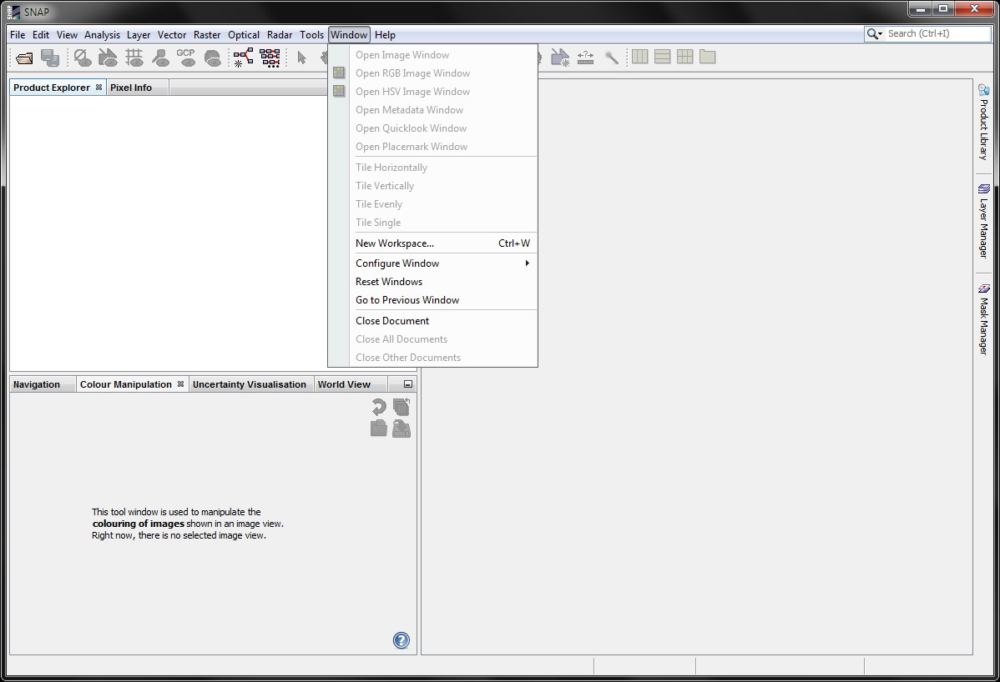 SNAP
SNAP
File Edit View Analysis Layer Vector Raster Optical Radar Tools Window Help
Search (Ctrl+I)
GCP
Product Explorer
Pixel Info
Open Image Window
Open RGB Image Window
Open HSV Image Window
Open Metadata Window
Open Quicklook Window
Open Placemark Window
Tile Horizontally
Tile Vertically
Tile Evenly
Tile Single
New Workspace... Ctrl+W
Configure Window
Reset Windows
Go to Previous Window
Close Document
Close All Documents
Close Other Documents
Product Library
Layer Manager
Mask Manager
Navigation
Colour Manipulation
Uncertainty Visualisation
World View
This tool window is used to manipulate the
colouring of images shown in an image view.
Right now, there is no selected image view.